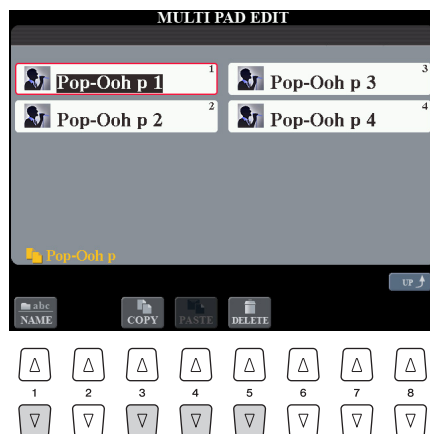 MULTI PAD EDIT
Pop-Ooh p 1
1
Pop-Ooh p 3
3
Pop-Ooh p 2
2
Pop-Ooh p 4
4
Pop-Ooh p
UP
abc
NAME
COPY
PASTE
DELETE
1 2 3 4 5 6 7 8